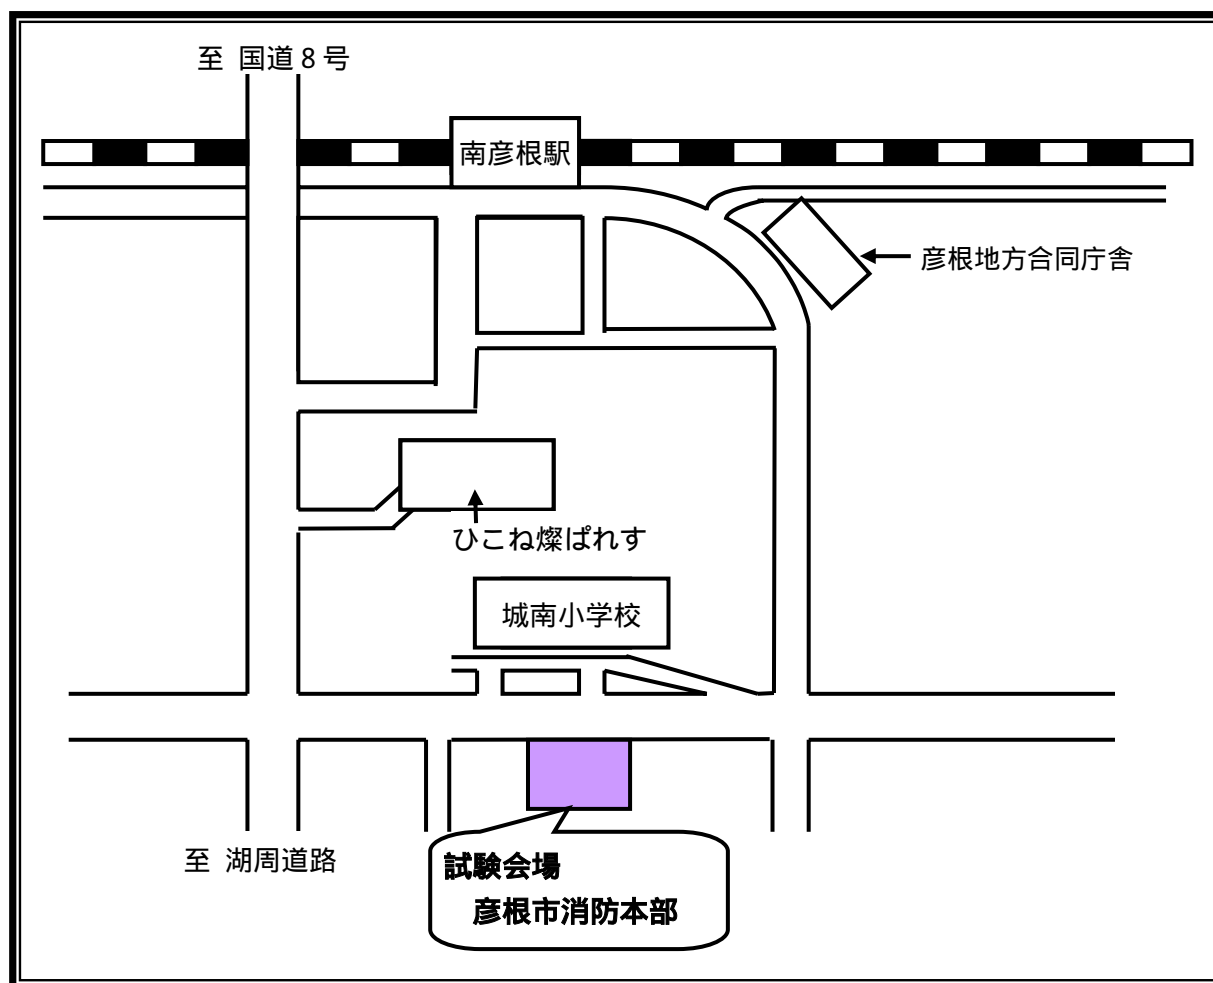 至 国道8号
南彦根駅
彦根地方合同庁舎
ひこね燦ぱれす
城南小学校
至 湖周道路
試験会場
彦根市消防本部